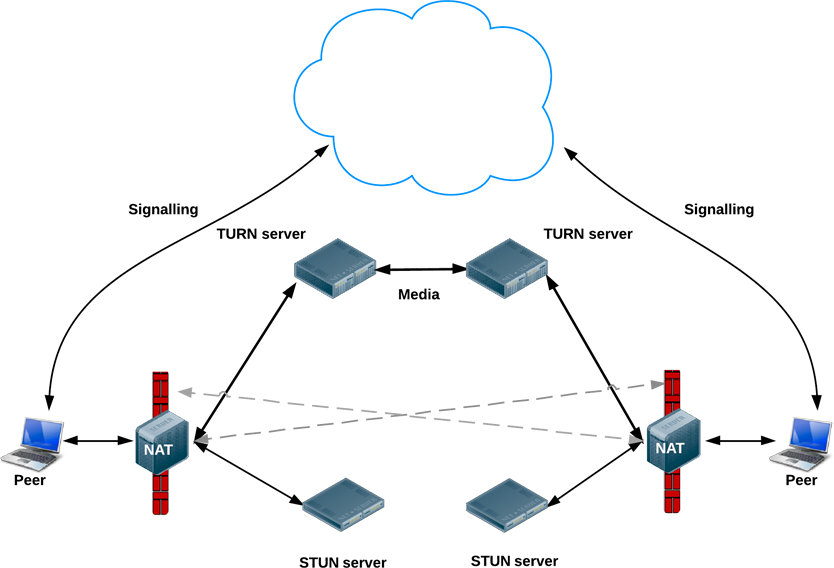 Signalling
Signalling
TURN server
TURN server
Media
NAT
NAT
Peer
Peer
STUN server
STUN server